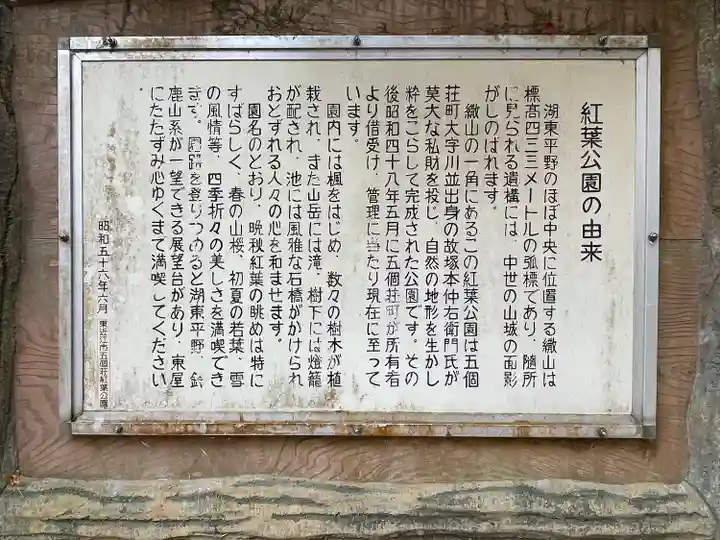 紅葉公園の由来
湖東平野のほぼ中央に位置する繖山は
標高四三三メートルの弧標であり、随所
に見られる遺構には、中世の山城の面影
がしのばれます。
繖山の一角にあるこの紅葉公園は五個
荘町大字川並出身の故塚本仲右衛門氏が
莫大な私財を投じ、自然の地形を生かし
粋をこらして完成された公園です。その
後昭和四十八年五月に五個荘町が所有者
より借受け、管理に当たり現在に至って
います。
園内には楓をはじめ、数々の樹木が植
栽され、また山岳には滝、樹下には燈籠
が配され、池には風雅な石橋がかけられ
おとずれる人々の心を和ませます。
園名のとおり、晩秋紅葉の眺めは特に
すばらしく、春の山桜、初夏の若葉、雪
の風情等、四季折々の美しさを満喫でき
ます。園路を登りつめると湖東平野、鈴
鹿山系が一望できる展望台があり、東屋
にたたずみ心ゆくまで満喫してください
。
昭和五十六年六月 東近江市五個荘紅葉公園